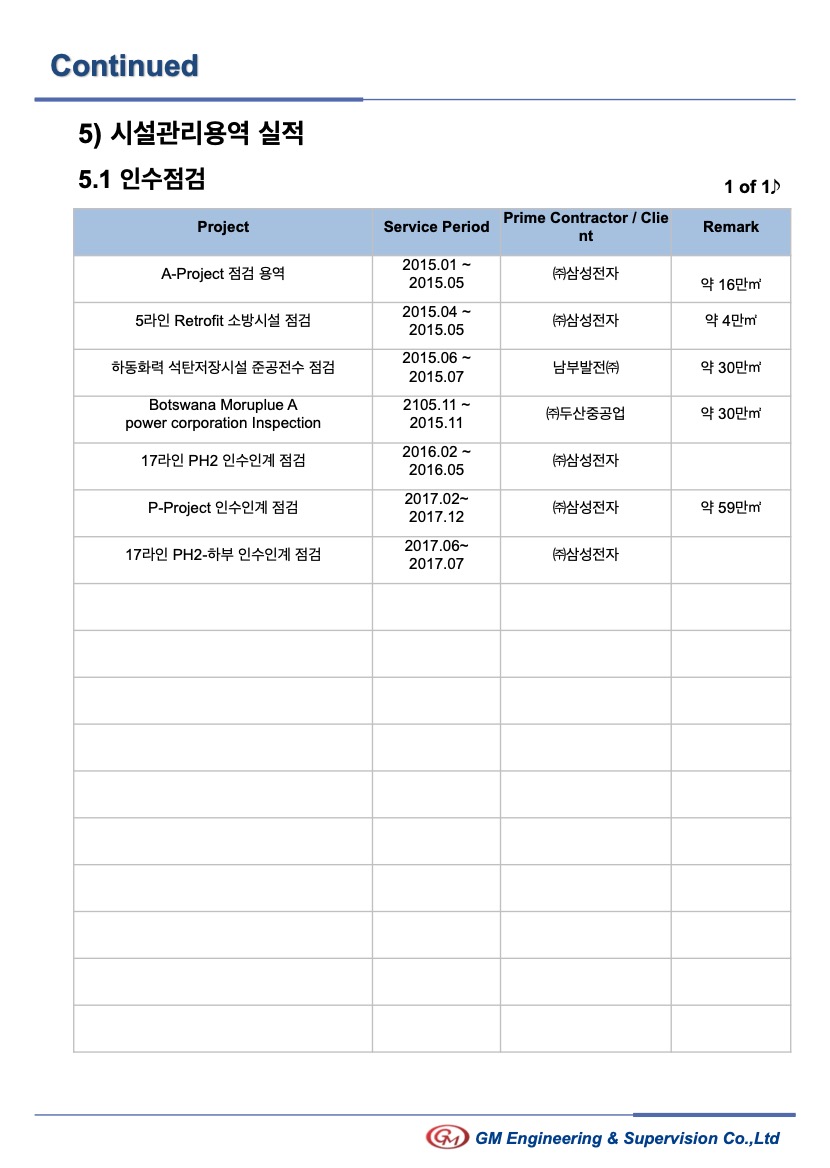 Continued
5) 시설관리용역 실적
5.1 인수점검
1 of 1♪
Project
Service Period
Prime Contractor / Clie
nt
Remark
A-Project 점검 용역
2015.01 ~
2015.05
㈜삼성전자
약 16만㎡
5라인 Retrofit 소방시설 점검
2015.04 ~
2015.05
㈜삼성전자
약 4만㎡
하동화력 석탄저장시설 준공전수 점검
2015.06 ~
2015.07
남부발전㈜
약 30만㎡
Botswana Moruplue A
power corporation Inspection
2105.11 ~
2015.11
㈜두산중공업
약 30만㎡
17라인 PH2 인수인계 점검
2016.02 ~
2016.05
㈜삼성전자
P-Project 인수인계 점검
2017.02~
2017.12
㈜삼성전자
약 59만㎡
17라인 PH2-하부 인수인계 점검
2017.06~
2017.07
㈜삼성전자
GM GM Engineering & Supervision Co.,Ltd